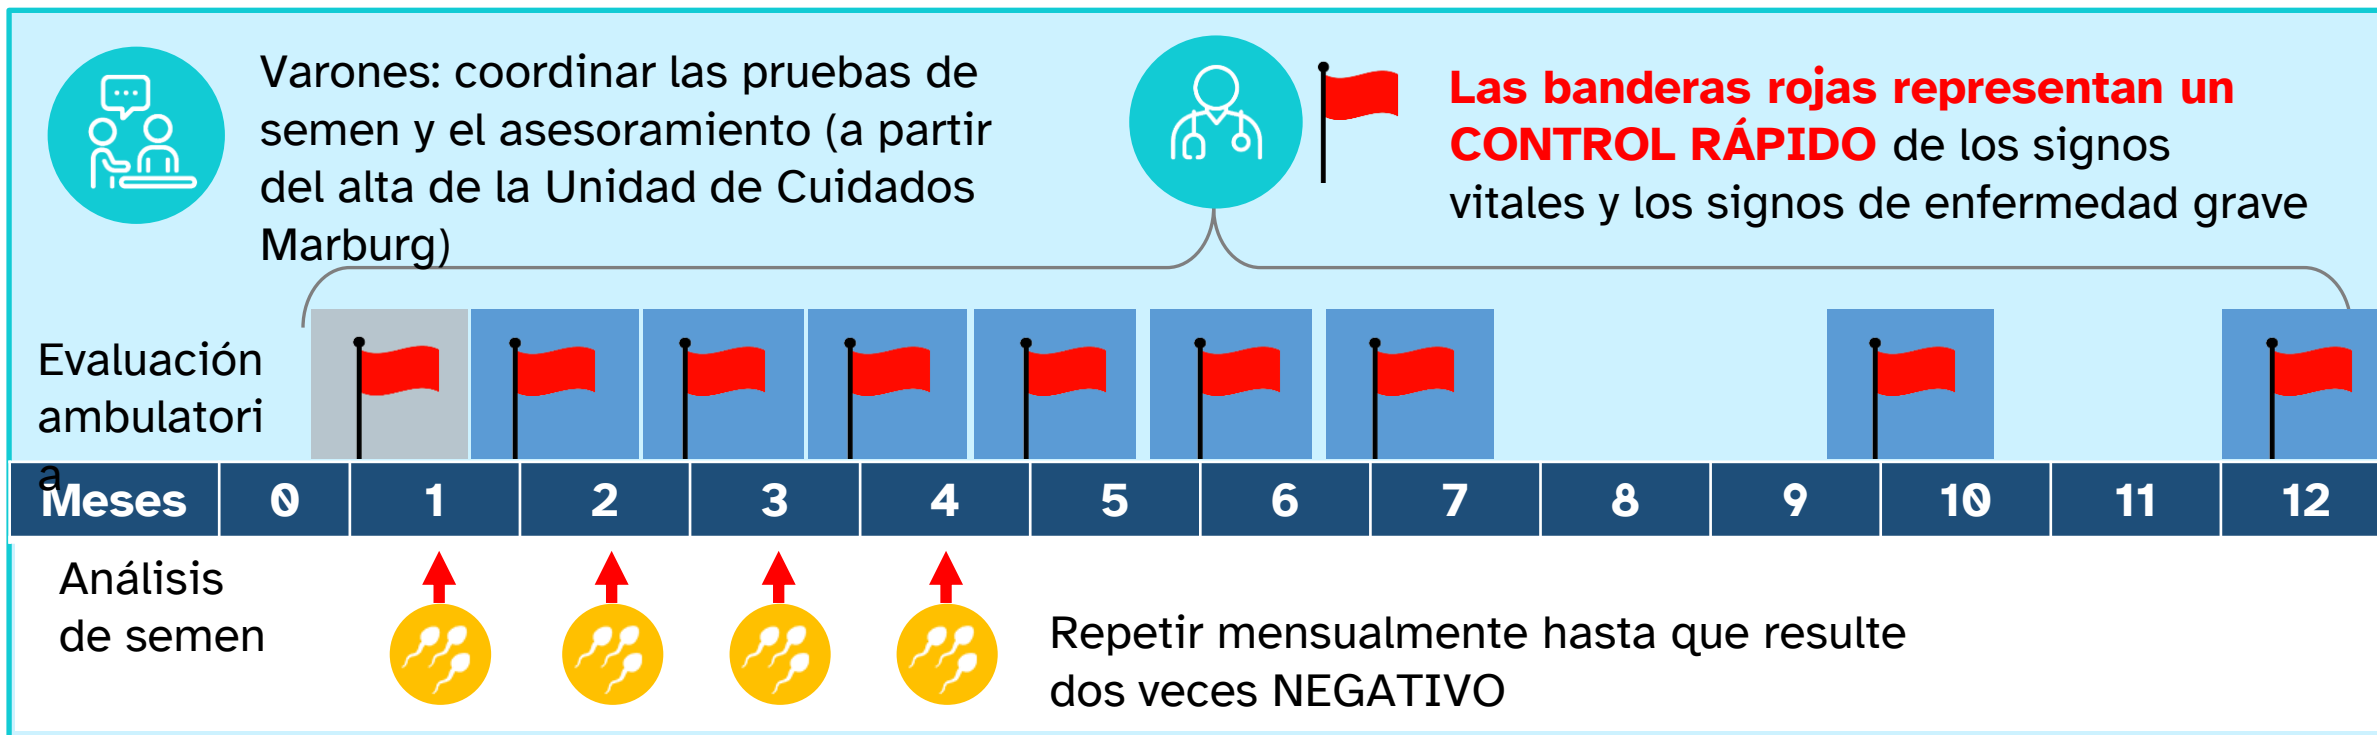 Varones: coordinar las pruebas de
semen y el asesoramiento (a partir
del alta de la Unidad de Cuidados
Marburg)
Las banderas rojas representan un
CONTROL RÁPIDO de los signos
vitales y los signos de enfermedad grave
Evaluación
ambulatori
a
Meses 0 1 2 3 4 5 6 7 8 9 10 11 12
Análisis
de semen
Repetir mensualmente hasta que resulte
dos veces NEGATIVO